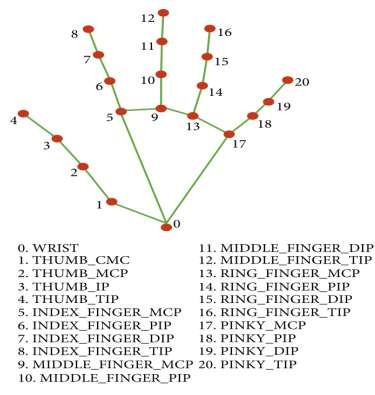 12
8
16
11
7
15
10
20
6
14
19
4
5
9
13
18
3
17
2
1
0
0. WRIST
1. THUMB_CMC
2. THUMB_MCP
3. THUMB_IP
4. THUMB_TIP
5. INDEX_FINGER_MCP
6. INDEX_FINGER_PIP
7. INDEX_FINGER_DIP
8. INDEX_FINGER_TIP
9. MIDDLE_FINGER_MCP
10. MIDDLE_FINGER_PIP
11. MIDDLE_FINGER_DIP
12. MIDDLE_FINGER_TIP
13. RING_FINGER_MCP
14. RING_FINGER_PIP
15. RING_FINGER_DIP
16. RING_FINGER_TIP
17. PINKY_MCP
18. PINKY_PIP
19. PINKY_DIP
20. PINKY_TIP